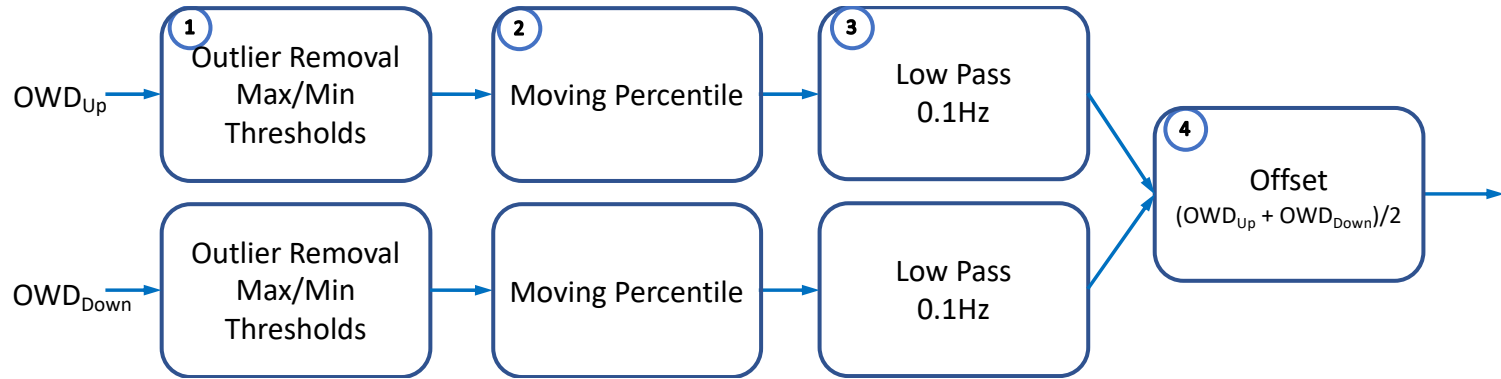 1
Outlier Removal
Max/Min
Thresholds
2
Moving Percentile
3
Low Pass
0.1Hz
OWD_Up
4
Offset
(OWD_Up + OWD_Down)/2
OWD_Down
Outlier Removal
Max/Min
Thresholds
Moving Percentile
Low Pass
0.1Hz